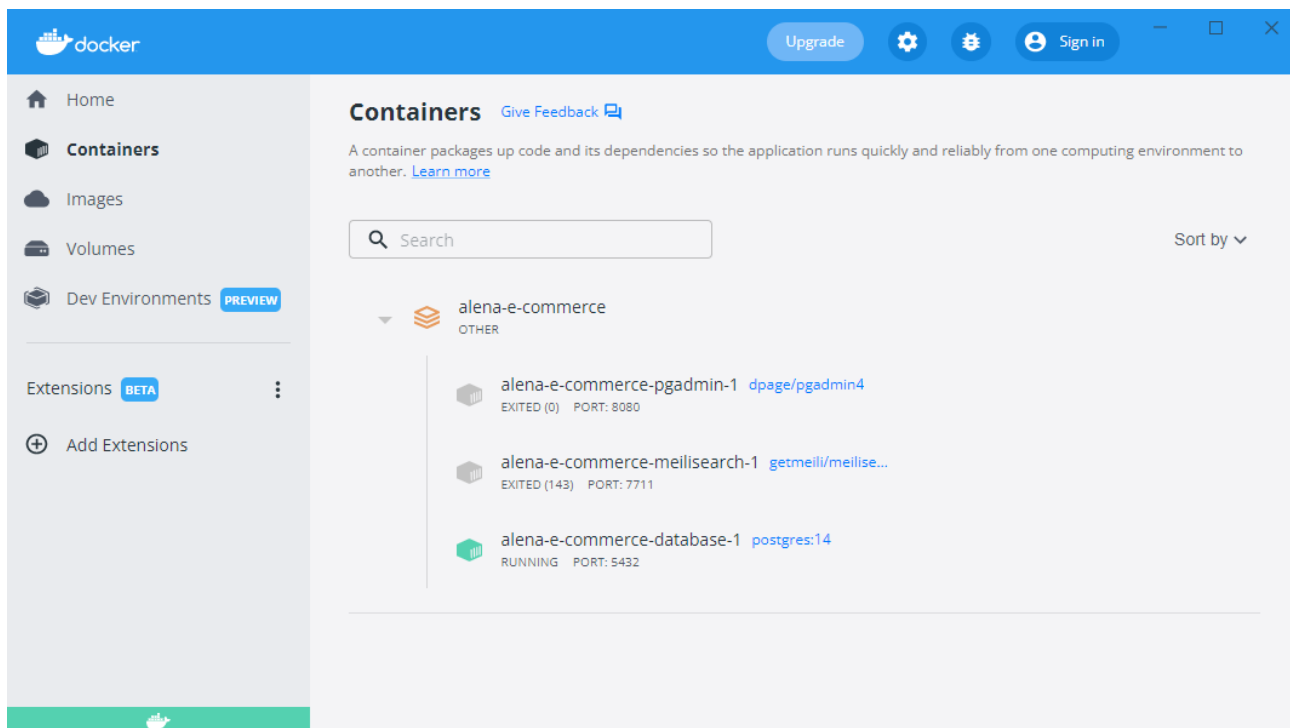 docker
Upgrade
Sign in
Home
Containers
Images
Volumes
Dev Environments PREVIEW
Extensions BETA
Add Extensions
Containers Give Feedback
A container packages up code and its dependencies so the application runs quickly and reliably from one computing environment to
another. Learn more
Search
Sort by
alena-e-commerce
OTHER
alena-e-commerce-pgadmin-1 dpage/pgadmin4
EXITED (0) PORT: 8080
alena-e-commerce-meilisearch-1 getmeili/meilise...
EXITED (143) PORT: 7711
alena-e-commerce-database-1 postgres:14
RUNNING PORT: 5432